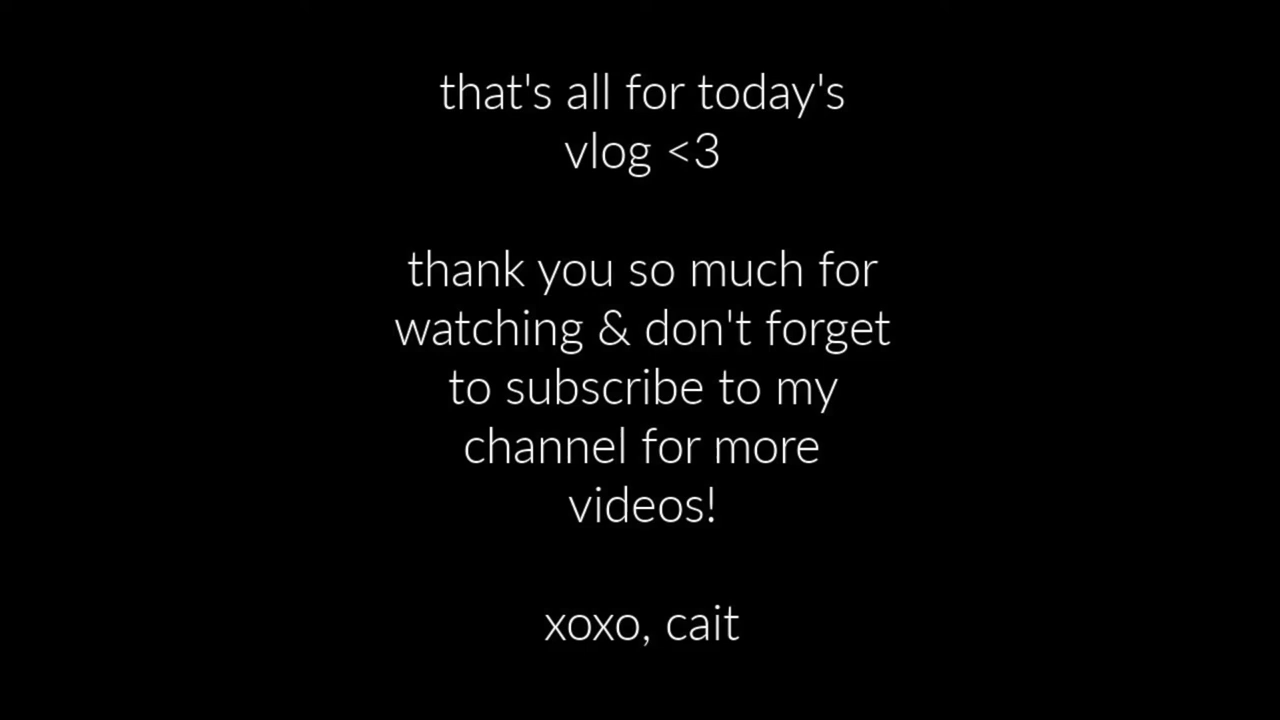 that's all for today's
vlog <3
thank you so much for
watching & don't forget
to subscribe to my
channel for more
videos!
xoxo, cait